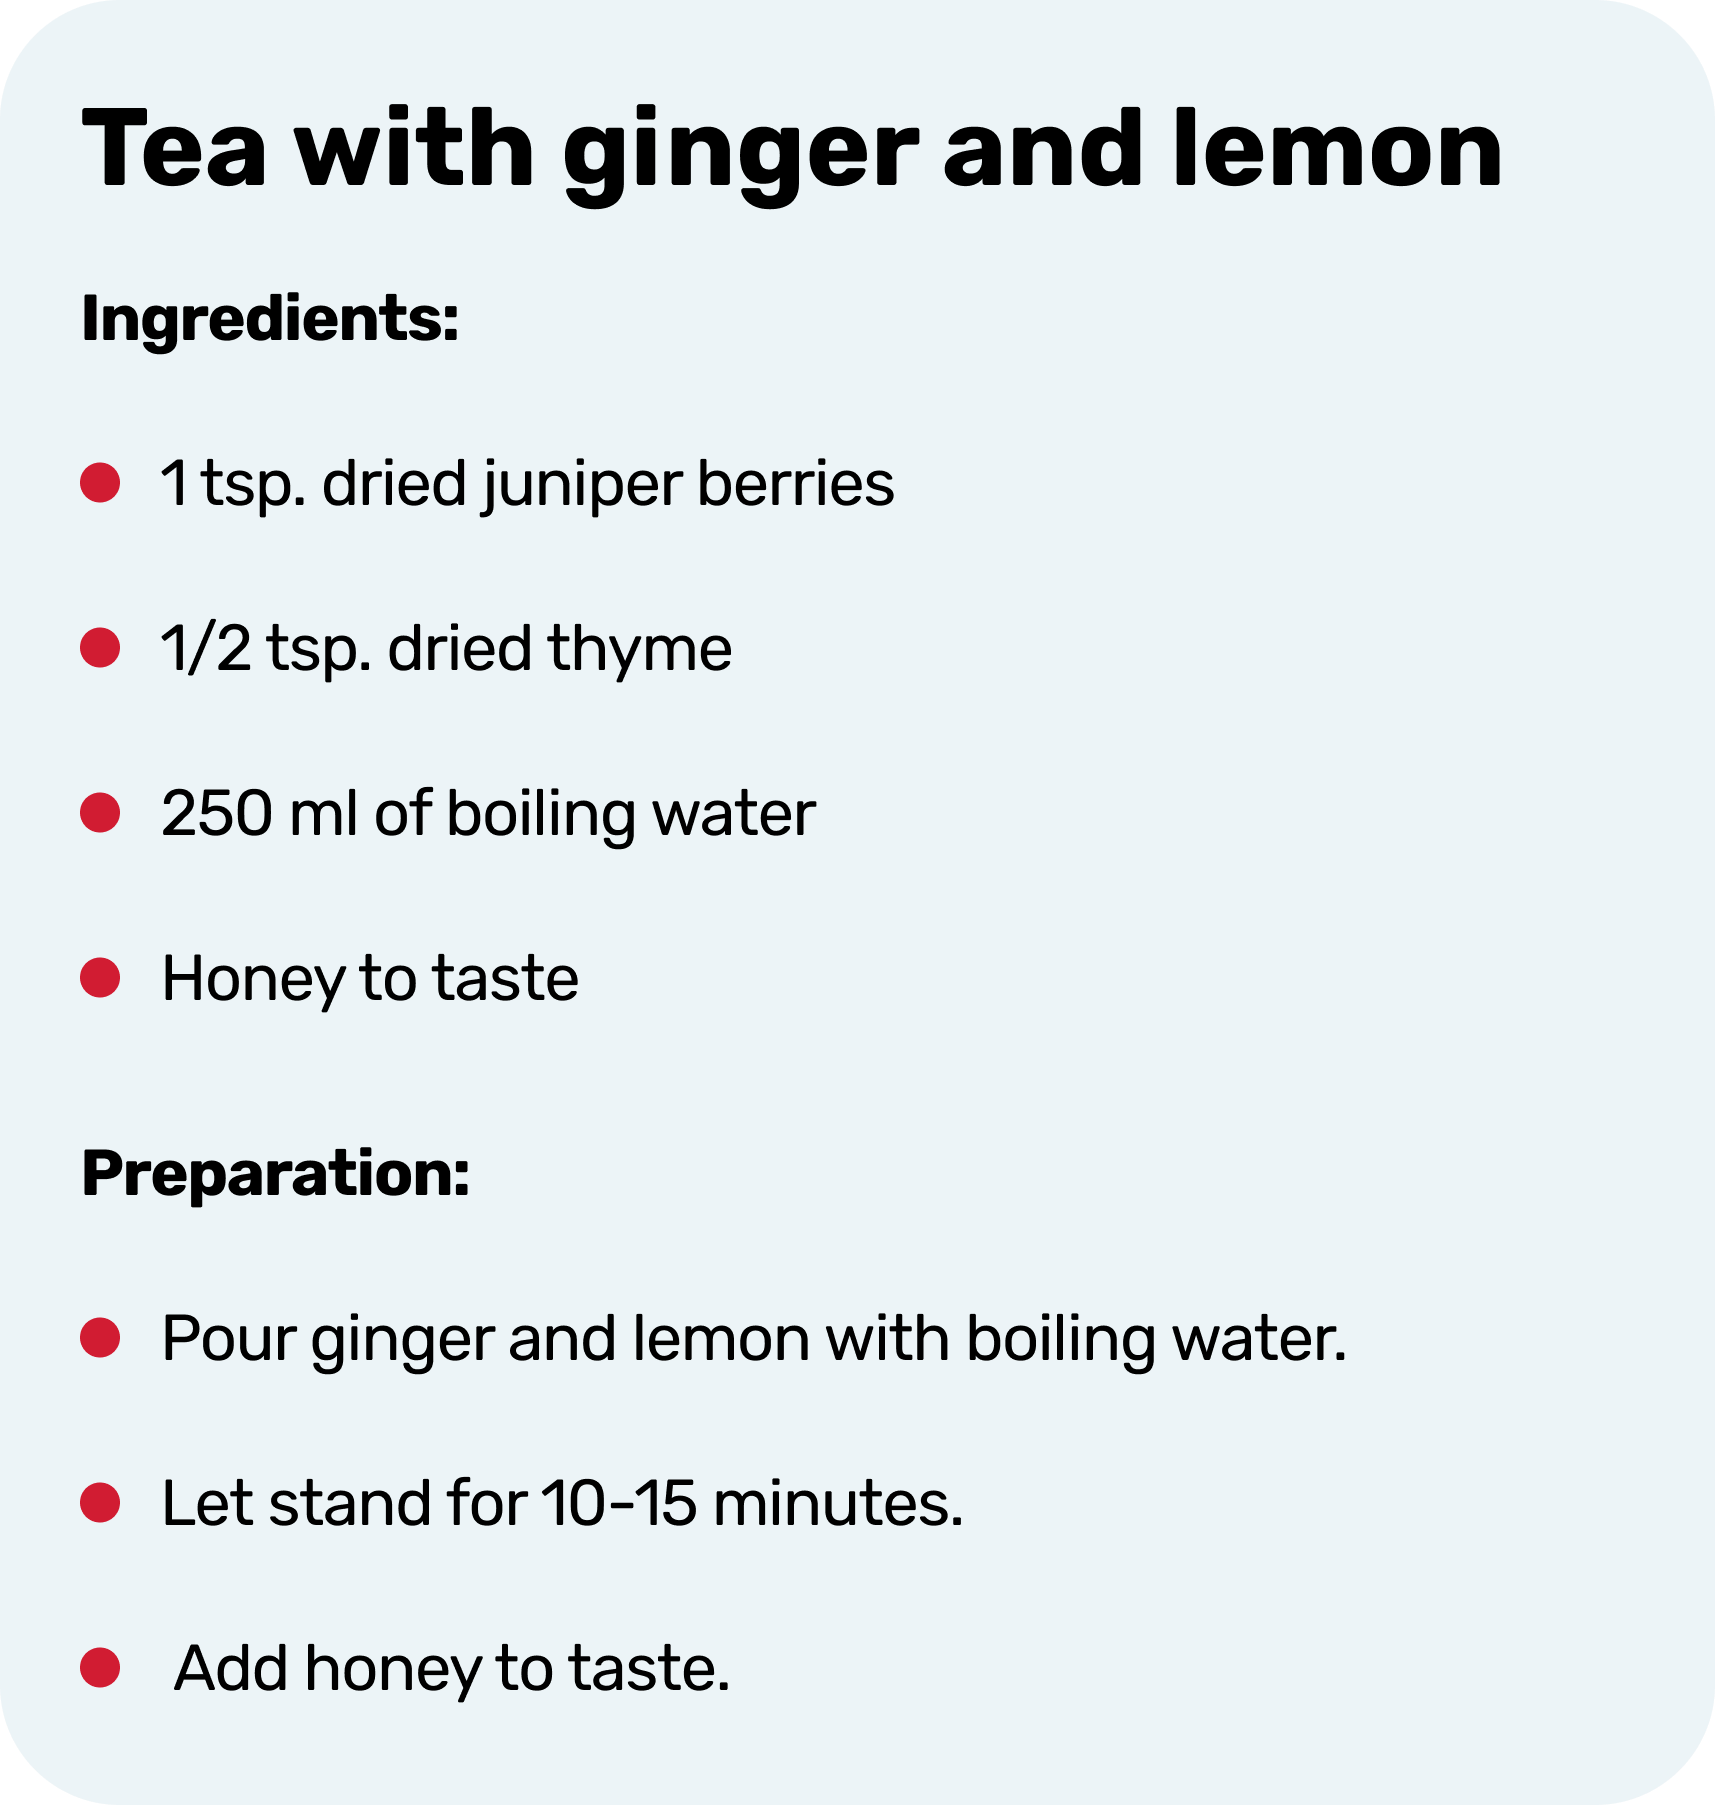 Tea with ginger and lemon
Ingredients:
1 tsp. dried juniper berries
1/2 tsp. dried thyme
250 ml of boiling water
Honey to taste
Preparation:
Pour ginger and lemon with boiling water.
Let stand for 10-15 minutes.
Add honey to taste.